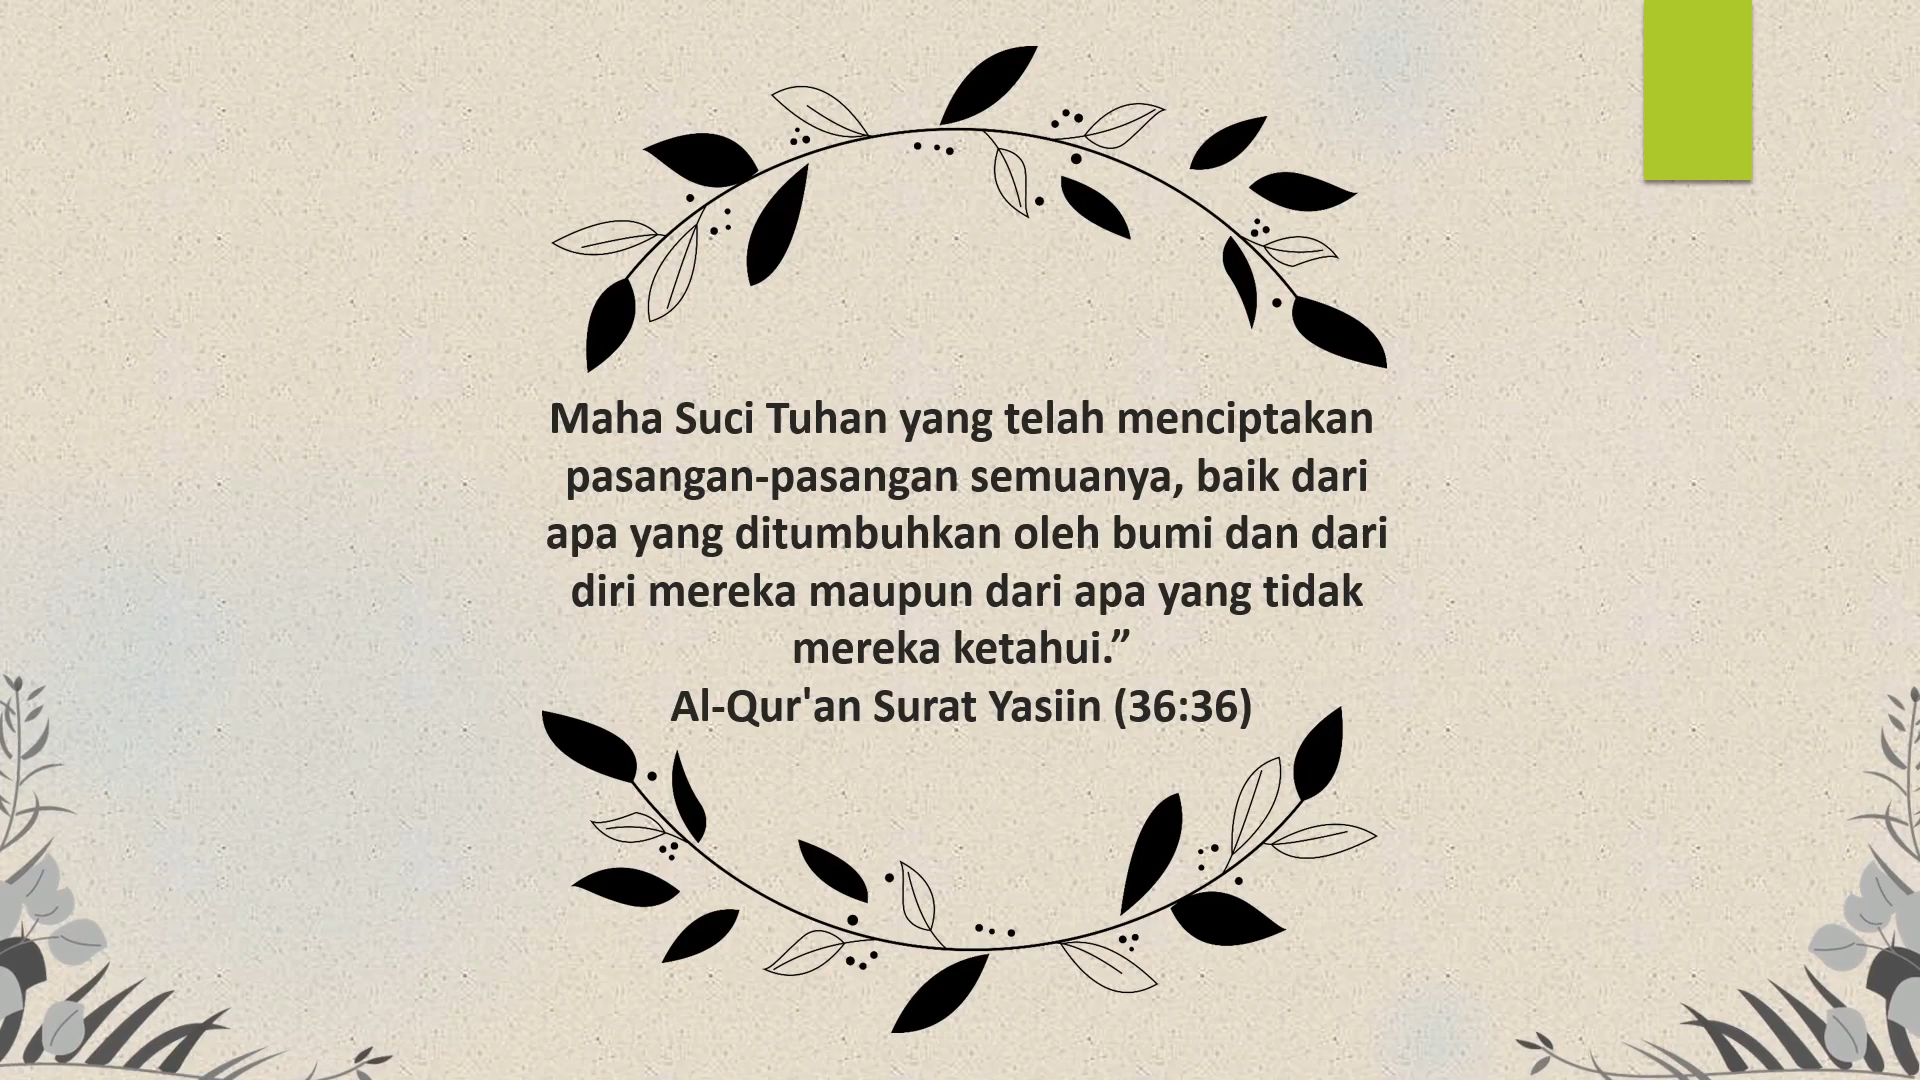 Maha Suci Tuhan yang telah menciptakan
pasangan-pasangan semuanya, baik dari
apa yang ditumbuhkan oleh bumi dan dari
diri mereka maupun dari apa yang tidak
mereka ketahui.”
Al-Qur'an Surat Yasiin (36:36)